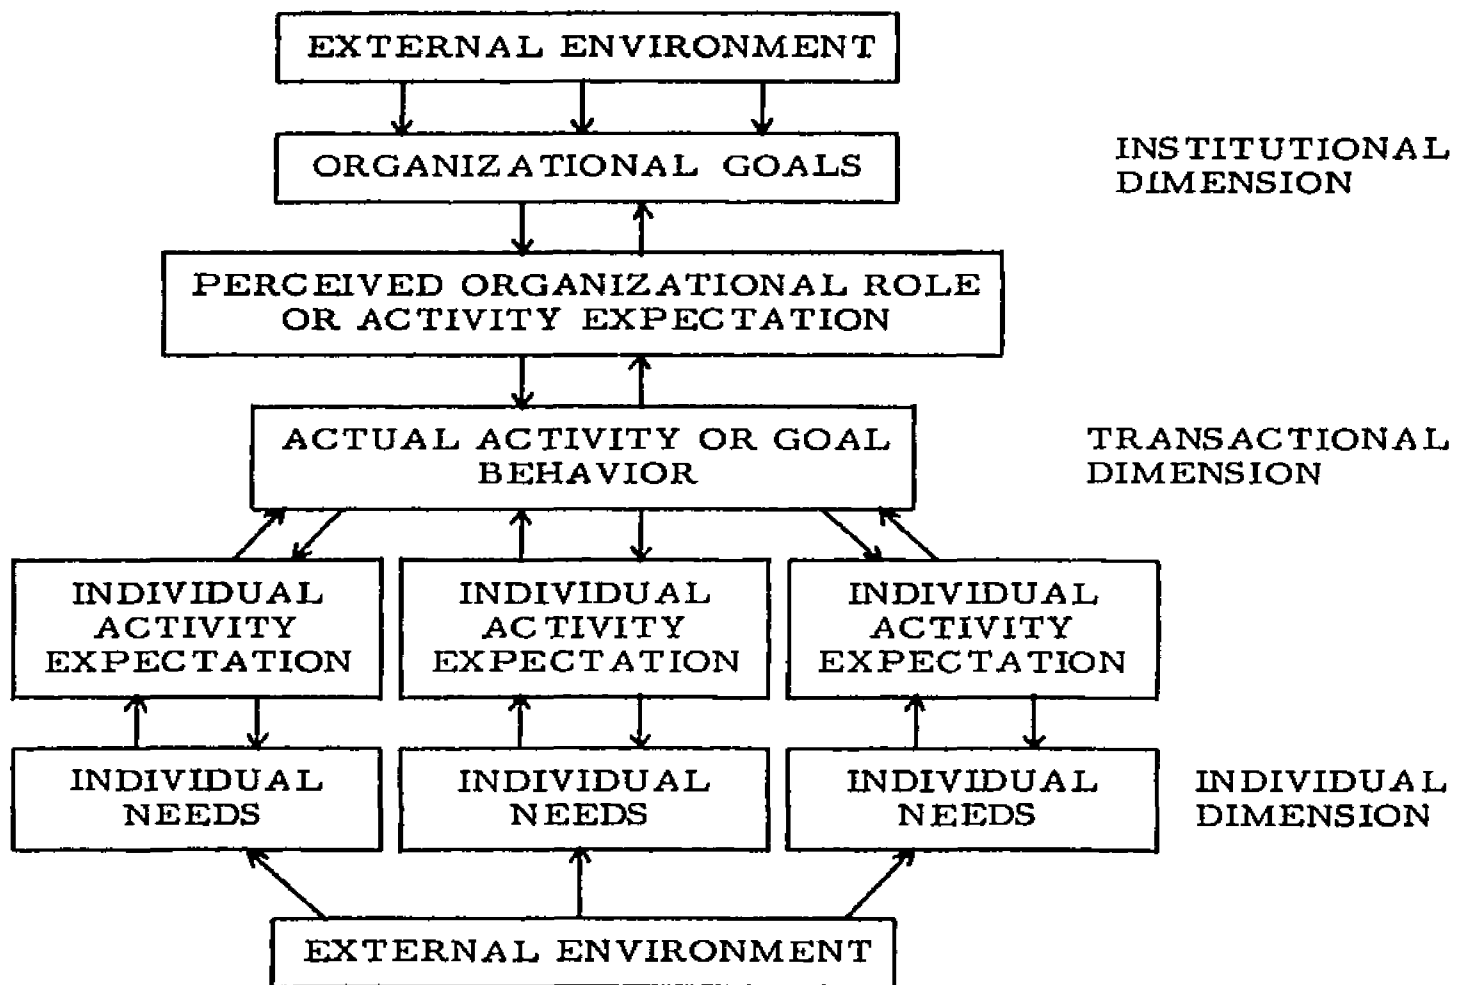 EXTERNAL ENVIRONMENT
ORGANIZATIONAL GOALS
INSTITUTIONAL
DIMENSION
PERCEIVED ORGANIZATIONAL ROLE
OR ACTIVITY EXPECTATION
ACTUAL ACTIVITY OR GOAL
BEHAVIOR
TRANSACTIONAL
DIMENSION
INDIVIDUAL
ACTIVITY
EXPECTATION
INDIVIDUAL
ACTIVITY
EXPECTATION
INDIVIDUAL
ACTIVITY
EXPECTATION
INDIVIDUAL
NEEDS
INDIVIDUAL
NEEDS
INDIVIDUAL
NEEDS
INDIVIDUAL
DIMENSION
EXTERNAL ENVIRONMENT